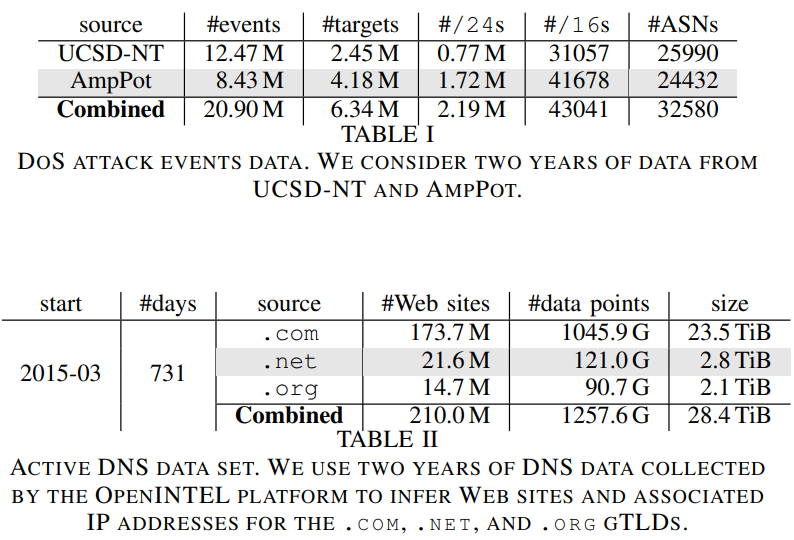 source #events #targets #/24s #/16s #ASNs
UCSD-NT 12.47 M 2.45 M 0.77 M 31057 25990
AmpPot 8.43 M 4.18 M 1.72 M 41678 24432
Combined 20.90 M 6.34 M 2.19 M 43041 32580
TABLE I
DOS ATTACK EVENTS DATA. WE CONSIDER TWO YEARS OF DATA FROM
UCSD-NT AND AMPPOT.
start #days source #Web sites #data points size
.com 173.7 M 1045.9 G 23.5 TiB
2015-03 731 .net 21.6 M 121.0 G 2.8 TiB
.org 14.7 M 90.7 G 2.1 TiB
Combined 210.0 M 1257.6 G 28.4 TiB
TABLE II
ACTIVE DNS DATA SET. WE USE TWO YEARS OF DNS DATA COLLECTED
BY THE OPENINTEL PLATFORM TO INFER WEB SITES AND ASSOCIATED
IP ADDRESSES FOR THE .COM, .NET, AND .ORG GTLDS.